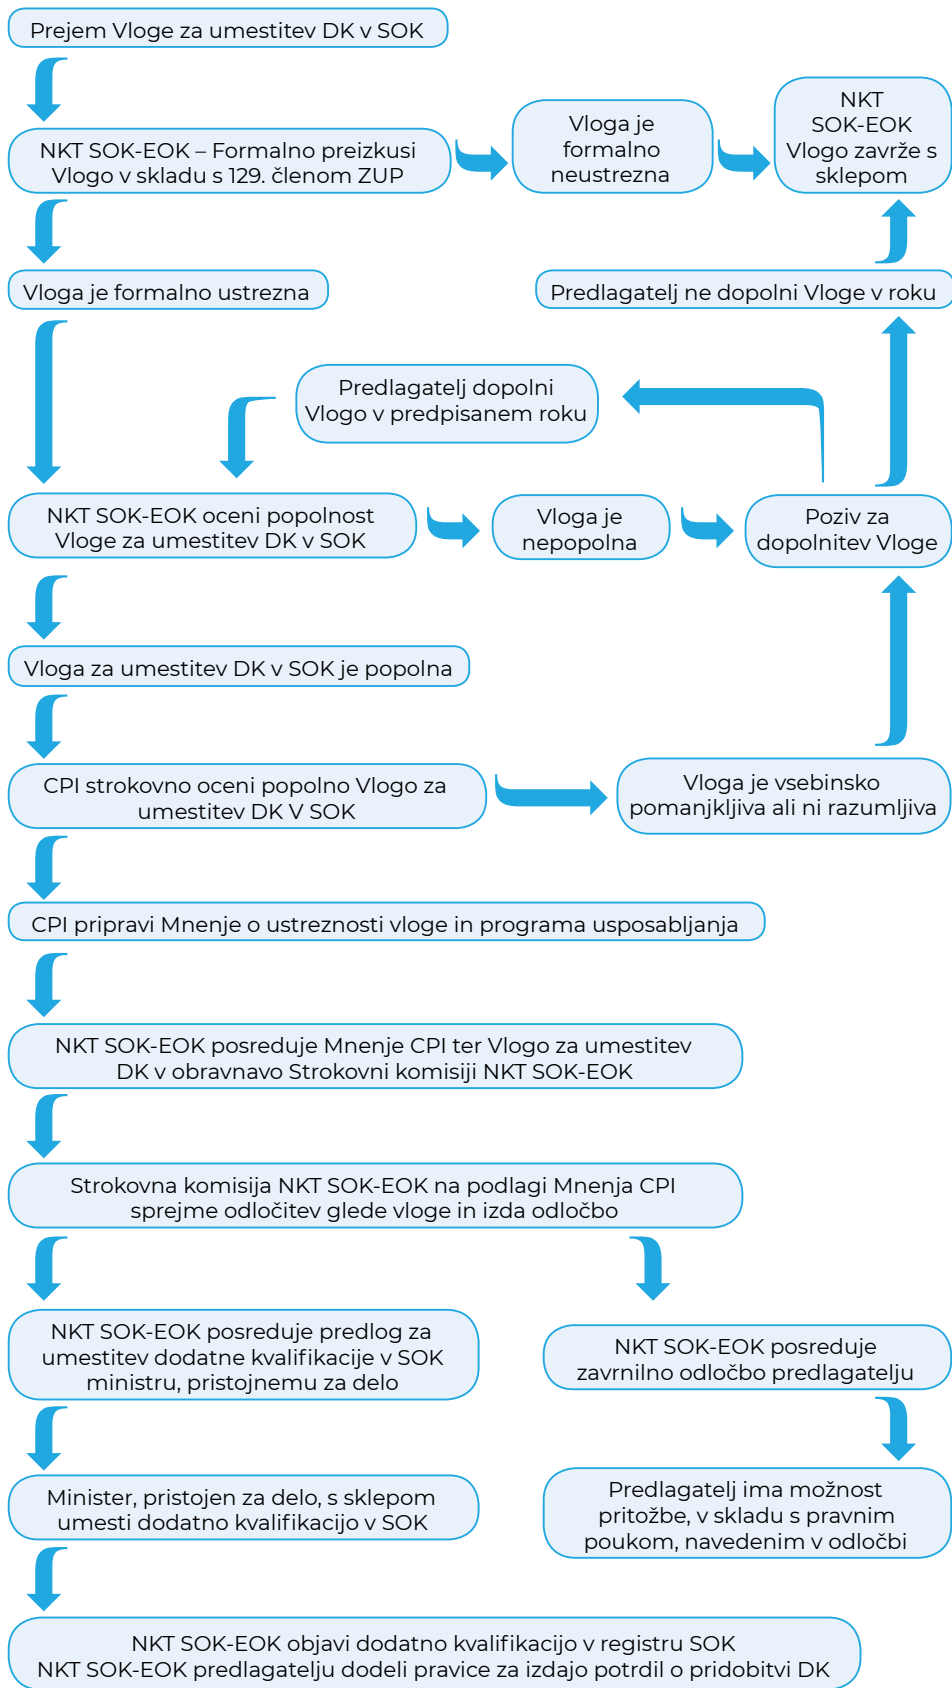 Prejem Vloge za umestitev DK v SOK
NKT SOK-EOK – Formalno preizkusi
Vlogo v skladu s 129. členom ZUP
Vloga je
formalno
neustrezna
NKT
SOK-EOK
Vlogo zavrže s
sklepom
Vloga je formalno ustrezna
Predlagatelj ne dopolni Vloge v roku
Predlagatelj dopolni
Vlogo v predpisanem roku
NKT SOK-EOK oceni popolnost
Vloge za umestitev DK v SOK
Vloga je
nepopolna
Poziv za
dopolnitev Vloge
Vloga za umestitev DK v SOK je popolna
CPI strokovno oceni popolno Vlogo za
umestitev DK V SOK
Vloga je vsebinsko
pomanjkljiva ali ni razumljiva
CPI pripravi Mnenje o ustreznosti vloge in programa usposabljanja
NKT SOK-EOK posreduje Mnenje CPI ter Vlogo za umestitev
DK v obravnavo Strokovni komisiji NKT SOK-EOK
Strokovna komisija NKT SOK-EOK na podlagi Mnenja CPI
sprejme odločitev glede vloge in izda odločbo
NKT SOK-EOK posreduje predlog za
umestitev dodatne kvalifikacije v SOK
ministru, pristojnemu za delo
NKT SOK-EOK posreduje
zavrnilno odločbo predlagatelju
Minister, pristojen za delo, s sklepom
umesti dodatno kvalifikacijo v SOK
Predlagatelj ima možnost
pritožbe, v skladu s pravnim
poukom, navedenim v odločbi
NKT SOK-EOK objavi dodatno kvalifikacijo v registru SOK
NKT SOK-EOK predlagatelju dodeli pravice za izdajo potrdil o pridobitvi DK